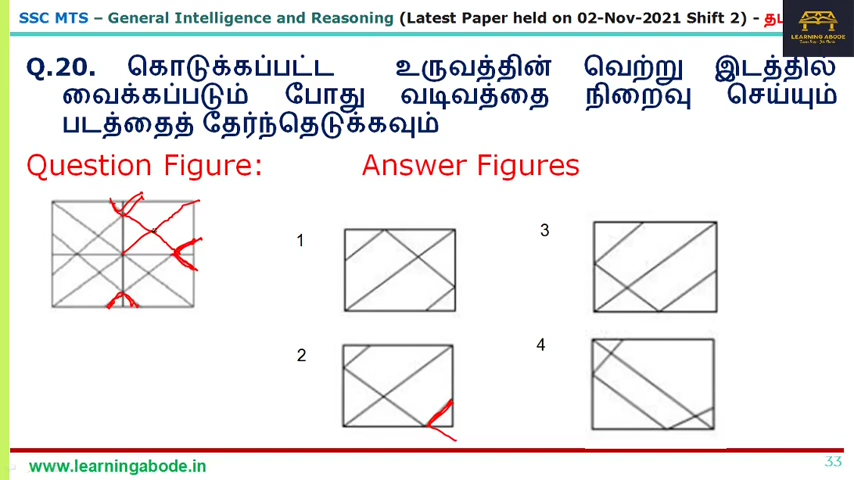 SSC MTS – General Intelligence and Reasoning (Latest Paper held on 02-Nov-2021 Shift 2) -
LEARNING ABODE
Q.20. கொடுக்கப்பட்ட உருவத்தின் வெற்று இடத்தில்
வைக்கப்படும் போது வடிவத்தை நிறைவு செய்யும்
படத்தைத் தேர்ந்தெடுக்கவும்
Question Figure: Answer Figures
1
3
2
4
www.learningabode.in
33